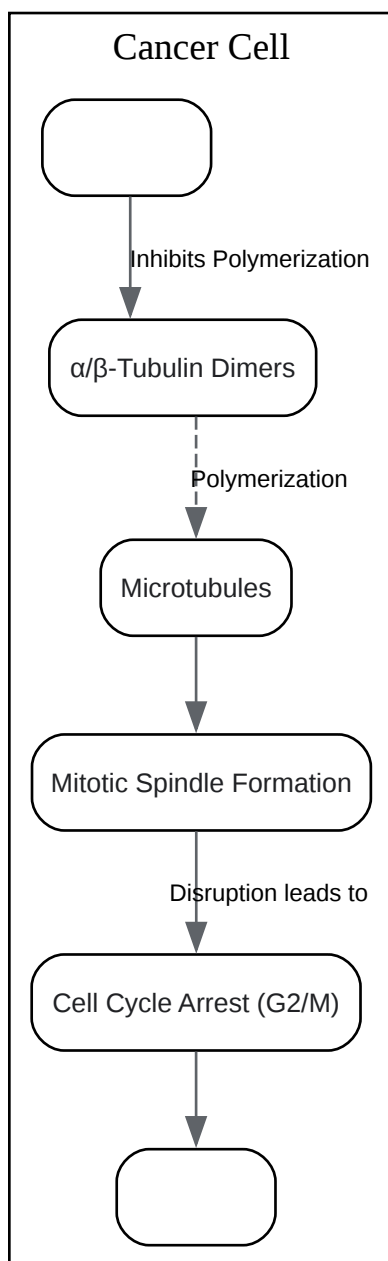 Cancer Cell
Inhibits Polymerization
α/β-Tubulin Dimers
Polymerization
Microtubules
Mitotic Spindle Formation
Disruption leads to
Cell Cycle Arrest (G2/M)